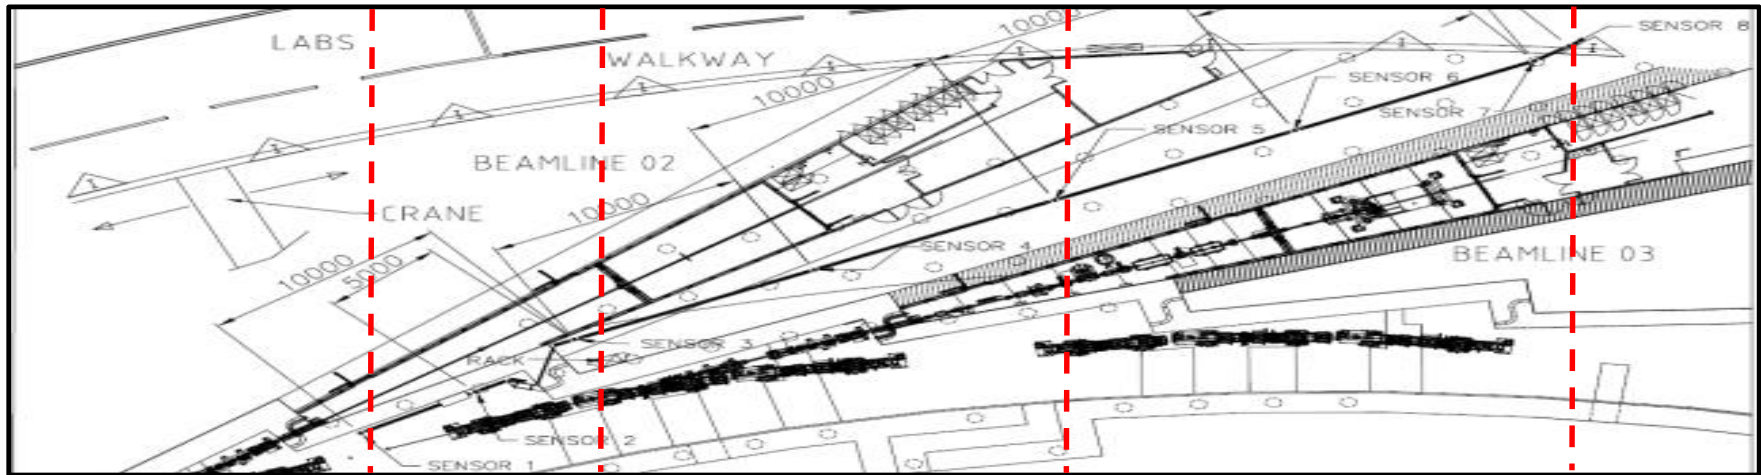 LABS
WALKWAY
10000
SENSOR 8
SENSOR 6
10000
SENSOR 7
SENSOR 5
BEAMLINE 02
10000
CRANE
SENSOR 4
BEAMLINE 03
10000
5000
SENSOR 3
RACK
SENSOR 2
SENSOR 1